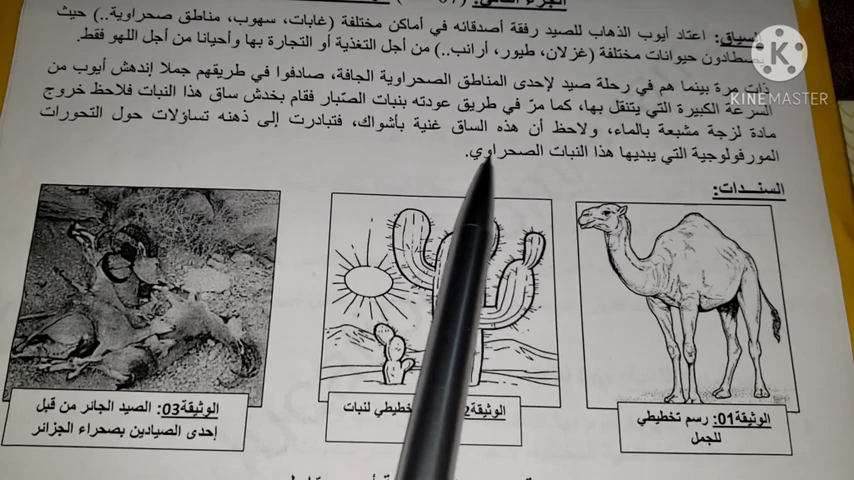 السياق: اعتاد أيوب الذهاب للصيد رفقة أصدقائه في أماكن مختلفة (غابات، سهوب، مناطق صحراوية..) حيث
يصطادون حيوانات مختلفة (غزلان، طيور، أرانب..) من أجل التغذية أو التجارة بها وأحيانا من أجل اللهو فقط.
ذات مرة بينما هم في رحلة صيد لإحدى المناطق الصحراوية الجافة، صادفوا في طريقهم جملا إندهش أيوب من
السرعة الكبيرة التي يتنقل بها، كما مرّ في طريق عودته بنبات الصبّار فقام بخدش ساق هذا النبات فلاحظ خروج
مادة لزجة مشبعة بالماء، ولاحظ أن هذه الساق غنية بأشواك، فتبادرت إلى ذهنه تساؤلات حول التحورات
المورفولوجية التي يبديها هذا النبات الصحراوي.
السندات:
الوثيقة01: رسم تخطيطي
للجمل
تخطيطي لنبات
الوثيقة03: الصيد الجائر من قبل
إحدى الصيادين بصحراء الجزائر
KINEMASTER